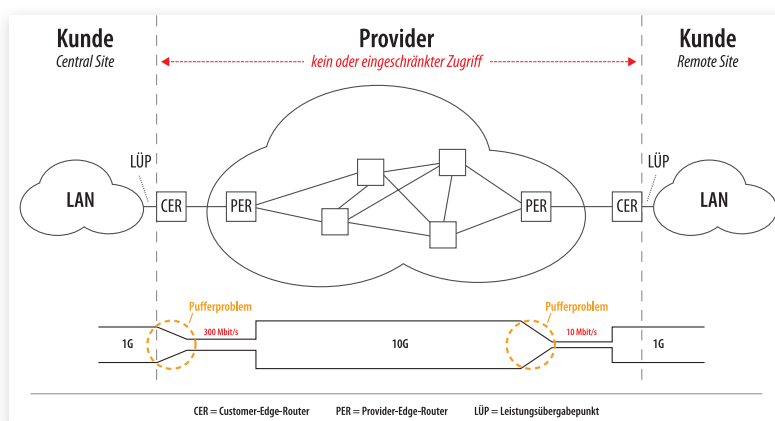 Kunde
Central Site
Provider
kein oder eingeschränkter Zugriff
Kunde
Remote Site
LÜP
LÜP
LAN
CER
PER
PER
CER
LAN
Pufferproblem
Pufferproblem
300 Mbit/s
10 Mbit/s
1G
10G
1G
CER = Customer-Edge-Router PER = Provider-Edge-Router LÜP = Leistungsübergabepunkt